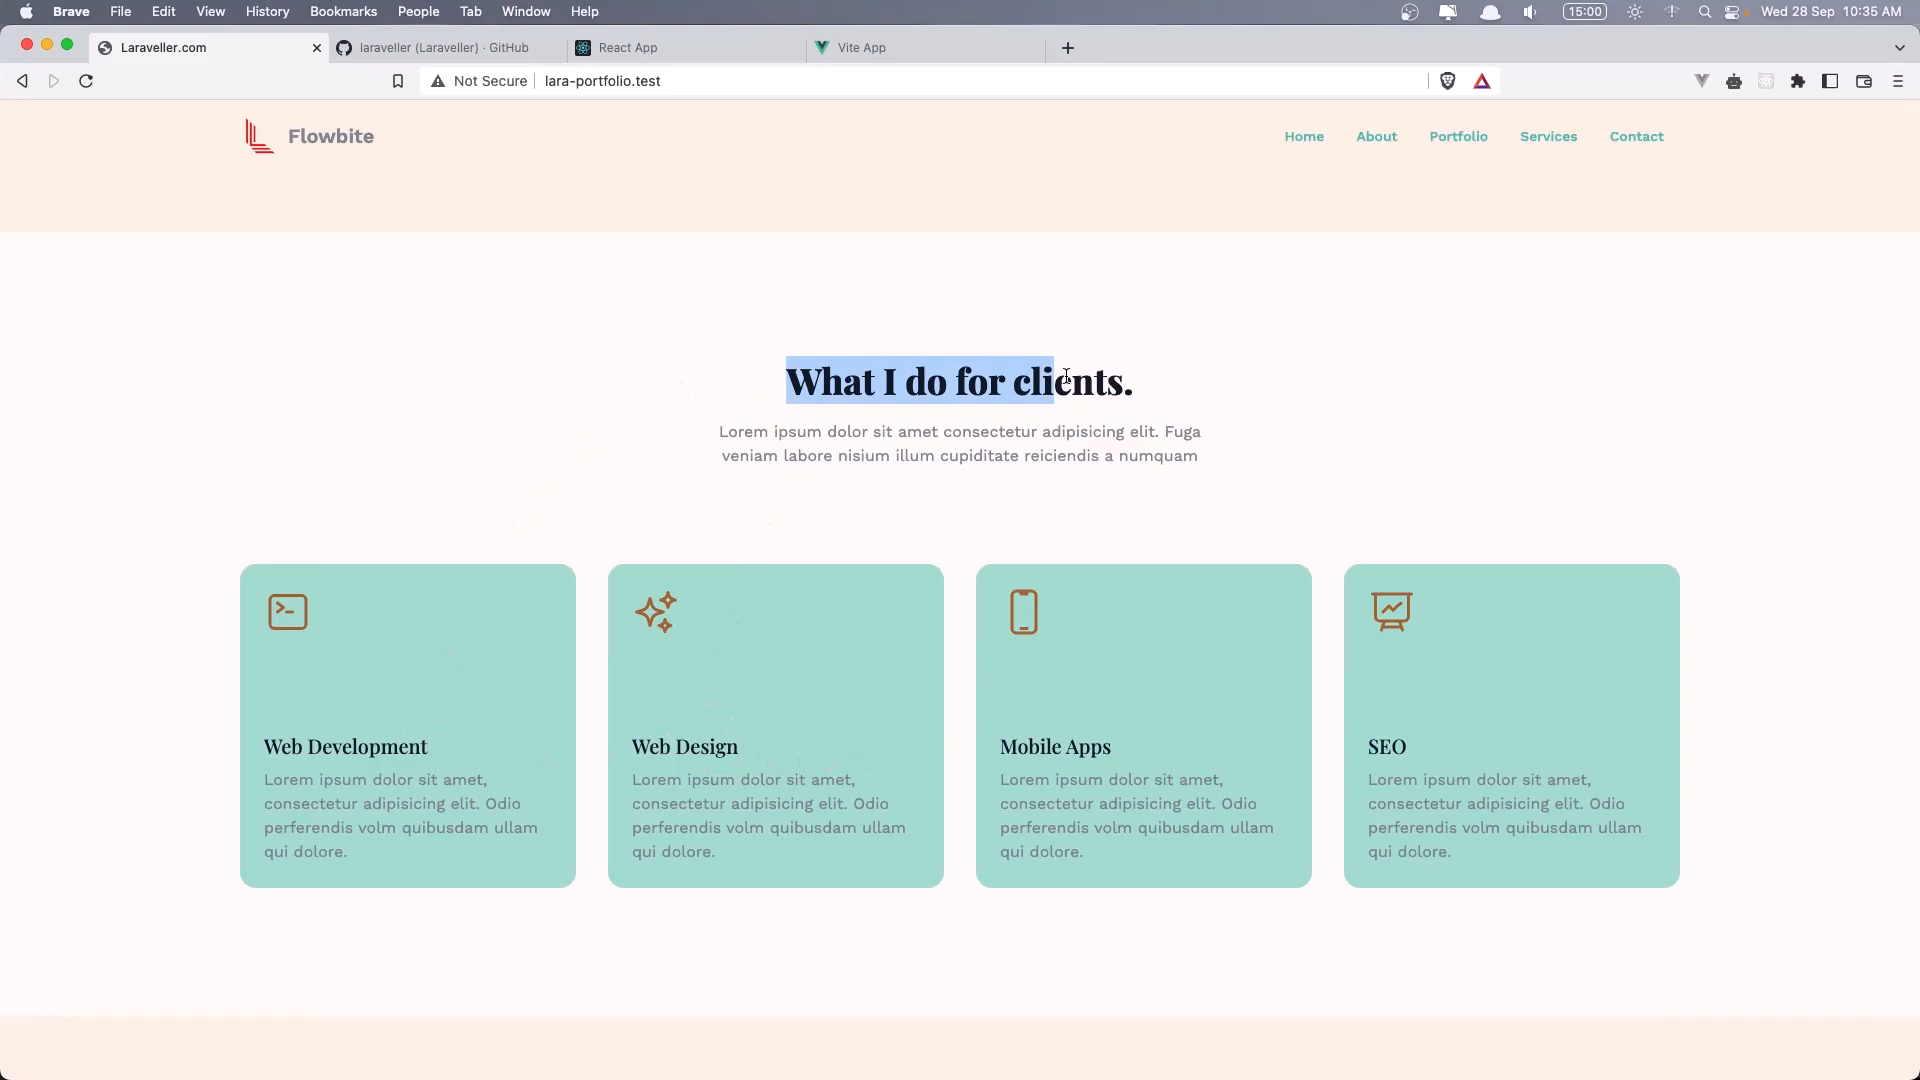 Brave File Edit View History Bookmarks People Tab Window Help 15:00 Wed 28 Sep 10:35 AM
Laraveller.com laraveller (Laraveller) · GitHub React App Vite App
Not Secure lara-portfolio.test
Flowbite Home About Portfolio Services Contact
What I do for clients.
Lorem ipsum dolor sit amet consectetur adipisicing elit. Fuga
veniam labore nisium illum cupiditate reiciendis a numquam
Web Development
Lorem ipsum dolor sit amet,
consectetur adipisicing elit. Odio
perferendis volm quibusdam ullam
qui dolore.
Web Design
Lorem ipsum dolor sit amet,
consectetur adipisicing elit. Odio
perferendis volm quibusdam ullam
qui dolore.
Mobile Apps
Lorem ipsum dolor sit amet,
consectetur adipisicing elit. Odio
perferendis volm quibusdam ullam
qui dolore.
SEO
Lorem ipsum dolor sit amet,
consectetur adipisicing elit. Odio
perferendis volm quibusdam ullam
qui dolore.